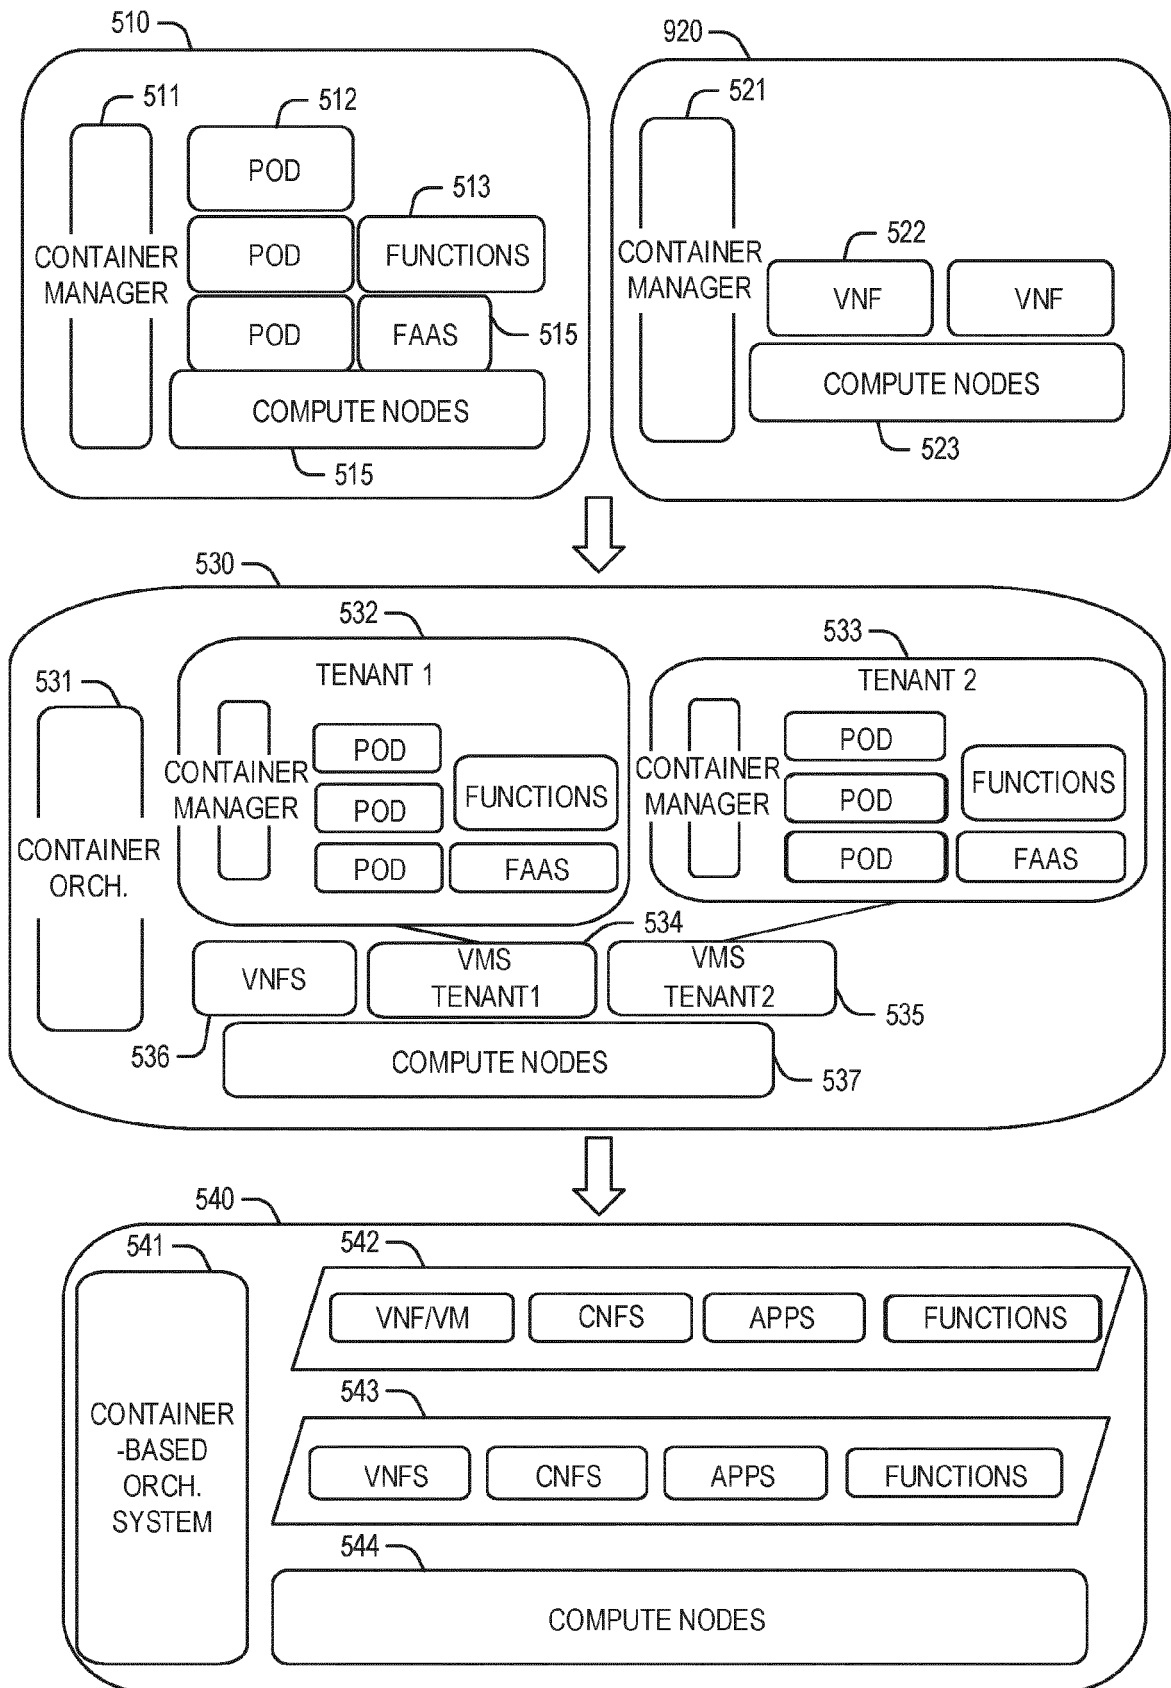 510
920
511
512
521
POD
513
522
CONTAINER
MANAGER
POD
FUNCTIONS
CONTAINER
MANAGER
VNF
VNF
POD
FAAS
515
COMPUTE NODES
COMPUTE NODES
515
523
530
532
533
531
TENANT 1
TENANT 2
POD
POD
CONTAINER
MANAGER
POD
FUNCTIONS
CONTAINER
MANAGER
POD
FUNCTIONS
CONTAINER
ORCH.
POD
FAAS
POD
FAAS
534
VNFS
VMS
TENANT1
VMS
TENANT2
535
536
COMPUTE NODES
537
540
541
542
VNF/VM
CNFS
APPS
FUNCTIONS
543
CONTAINER
-BASED
ORCH.
SYSTEM
VNFS
CNFS
APPS
FUNCTIONS
544
COMPUTE NODES